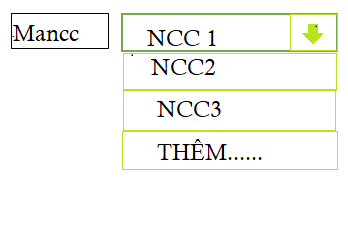 Mancc
NCC 1
NCC2
NCC3
THÊM......